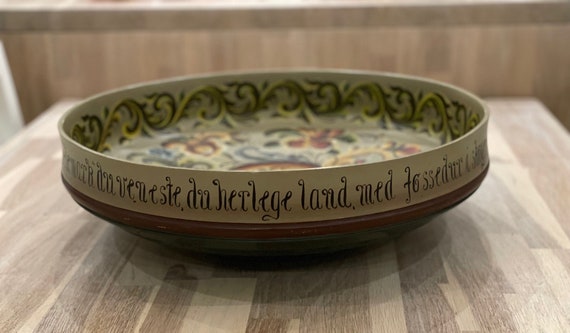 du veneste, du herlege land, med fossedur i